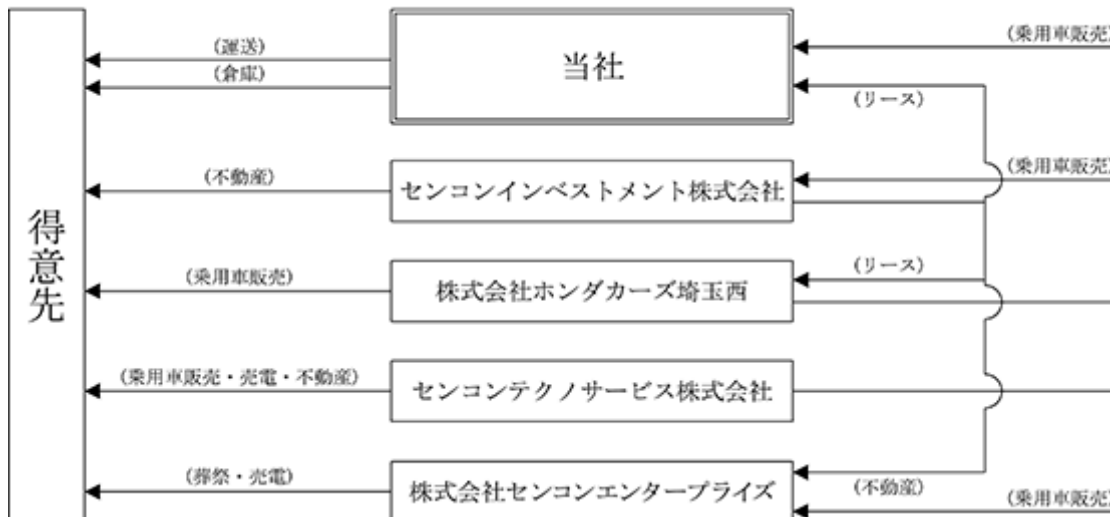 (運送)
(倉庫)
当社
(乗用車販売)
(リース)
(不動産)
センコンインベストメント株式会社
(乗用車販売)
得意先
(乗用車販売)
株式会社ホンダカーズ埼玉西
(リース)
(乗用車販売・売電・不動産)
センコンテクノサービス株式会社
(葬祭・売電)
株式会社センコンエンタープライズ
(不動産)
(乗用車販売)